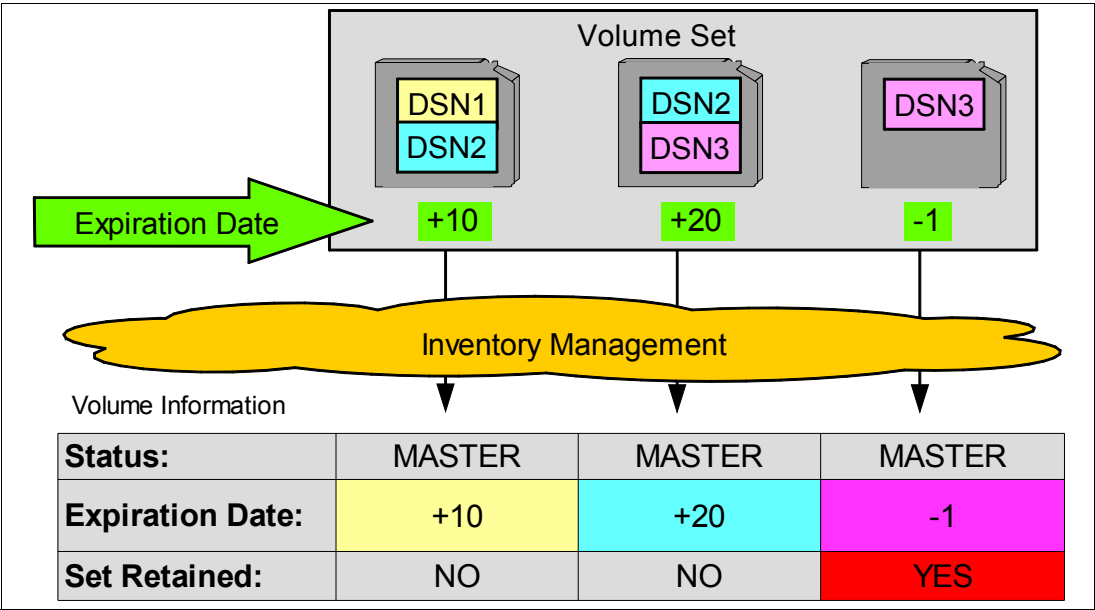 Volume Set
DSN1 DSN2 DSN3
DSN2 DSN3
Expiration Date +10 +20 -1
Inventory Management
Volume Information
Status: MASTER MASTER MASTER
Expiration Date: +10 +20 -1
Set Retained: NO NO YES